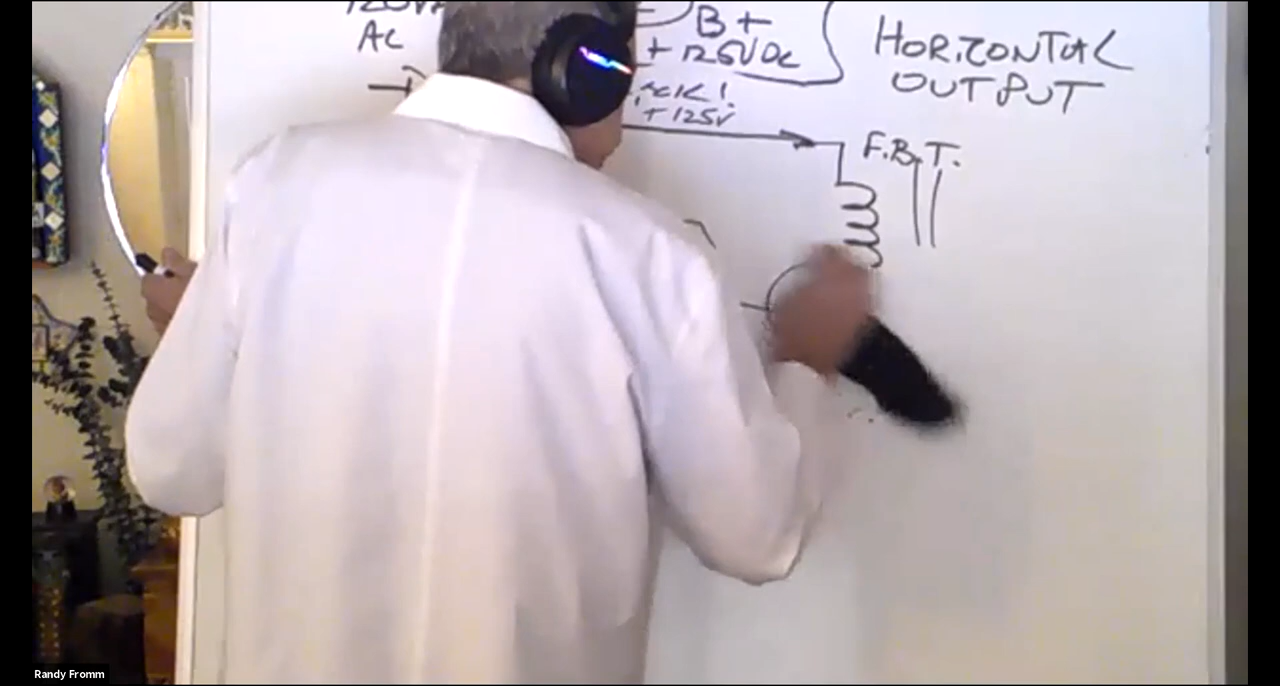 AC
B+
+125VDC
HORIZONTAL
OUTPUT
+125V
F.B.T.
Randy Fromm